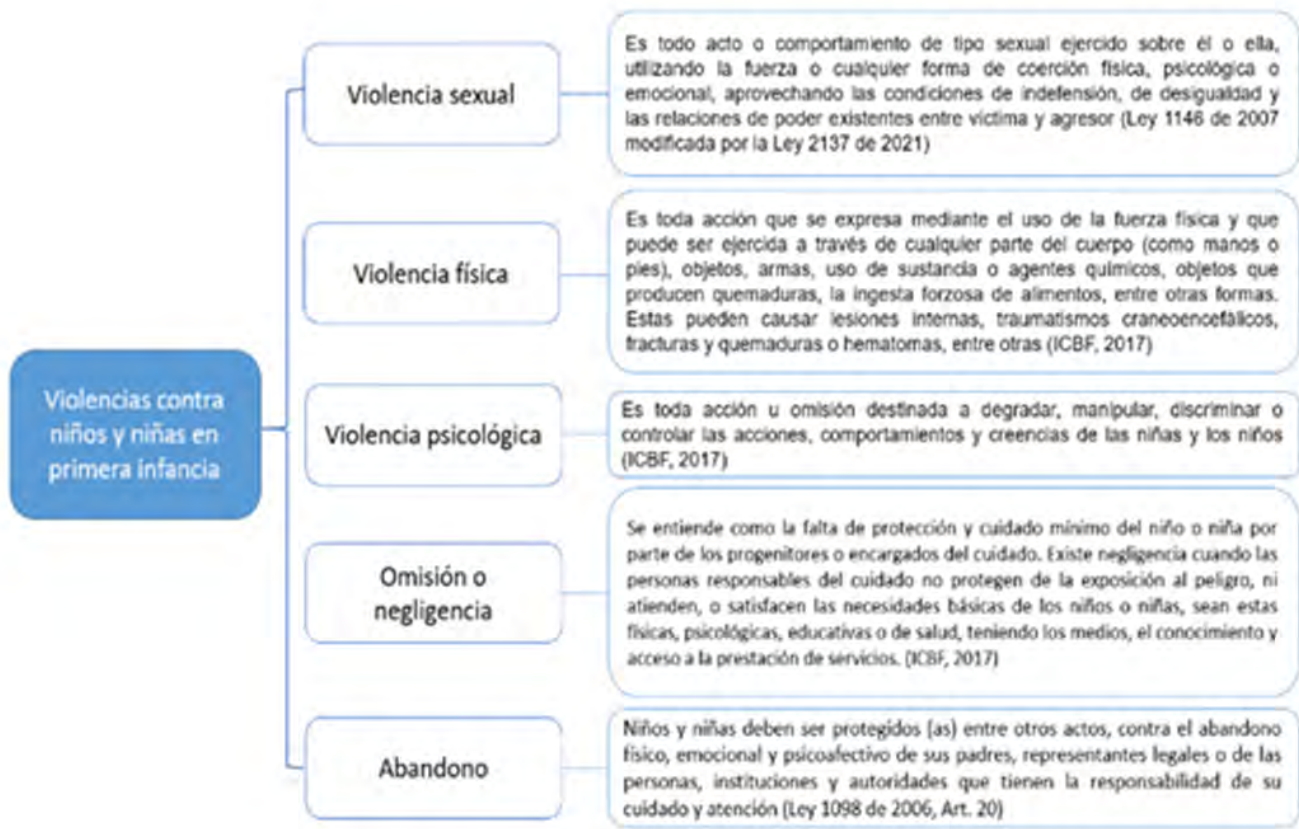 Violencias contra
niños y niñas en
primera infancia
Violencia sexual
Es todo acto o comportamiento de tipo sexual ejercido sobre él o ella,
utilizando la fuerza o cualquier forma de coerción física, psicológica o
emocional, aprovechando las condiciones de indefensión, de desigualdad y
las relaciones de poder existentes entre víctima y agresor (Ley 1146 de 2007
modificada por la Ley 2137 de 2021)
Violencia física
Es toda acción que se expresa mediante el uso de la fuerza física y que
puede ser ejercida a través de cualquier parte del cuerpo (como manos o
pies), objetos, armas, uso de sustancia o agentes químicos, objetos que
producen quemaduras, la ingesta forzosa de alimentos, entre otras formas.
Estas pueden causar lesiones internas, traumatismos craneoencefálicos,
fracturas y quemaduras o hematomas, entre otras (ICBF, 2017)
Violencia psicológica
Es toda acción u omisión destinada a degradar, manipular, discriminar o
controlar las acciones, comportamientos y creencias de las niñas y los niños
(ICBF, 2017)
Omisión o
negligencia
Se entiende como la falta de protección y cuidado mínimo del niño o niña por
parte de los progenitores o encargados del cuidado. Existe negligencia cuando las
personas responsables del cuidado no protegen de la exposición al peligro, ni
atienden, o satisfacen las necesidades básicas de los niños o niñas, sean estas
físicas, psicológicas, educativas o de salud, teniendo los medios, el conocimiento y
acceso a la prestación de servicios. (ICBF, 2017)
Abandono
Niños y niñas deben ser protegidos (as) entre otros actos, contra el abandono
físico, emocional y psicoafectivo de sus padres, representantes legales o de las
personas, instituciones y autoridades que tienen la responsabilidad de su
cuidado y atención (Ley 1098 de 2006, Art. 20)